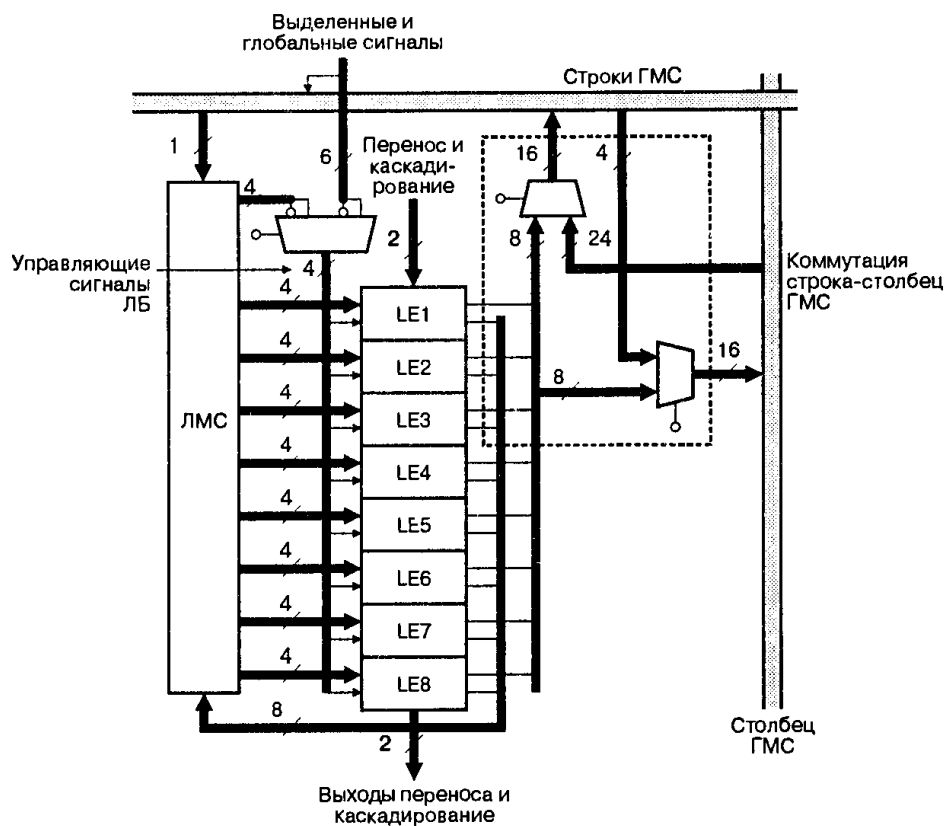 Выделенные и
глобальные сигналы
Строки ГМС
1
6
Перенос и
каскади-
рование
16
4
4
2
8
24
Управляющие
сигналы
ЛБ
4
Коммутация
строка-столбец
ГМС
4
LE1
4
LE2
16
8
4
LE3
ЛМС
4
LE4
4
LE5
4
LE6
4
LE7
4
LE8
8
2
Столбец
ГМС
Выходы переноса и
каскадирование